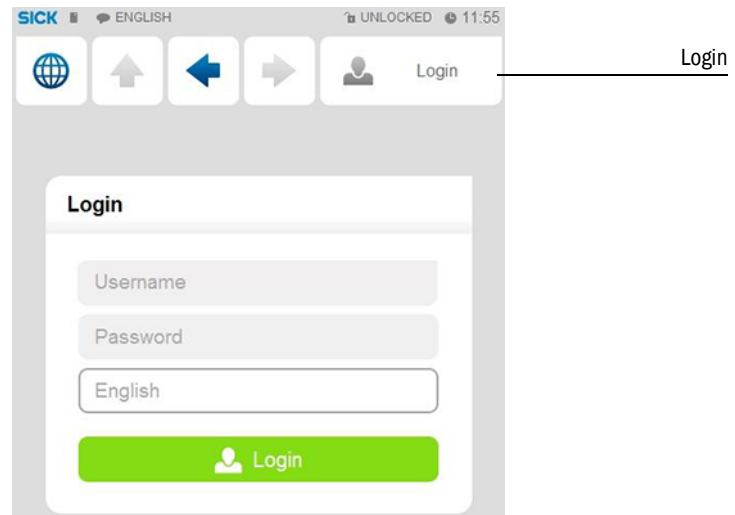 SICK ENGLISH UNLOCKED 11:55
Login
Login
Login
Username
Password
English
Login